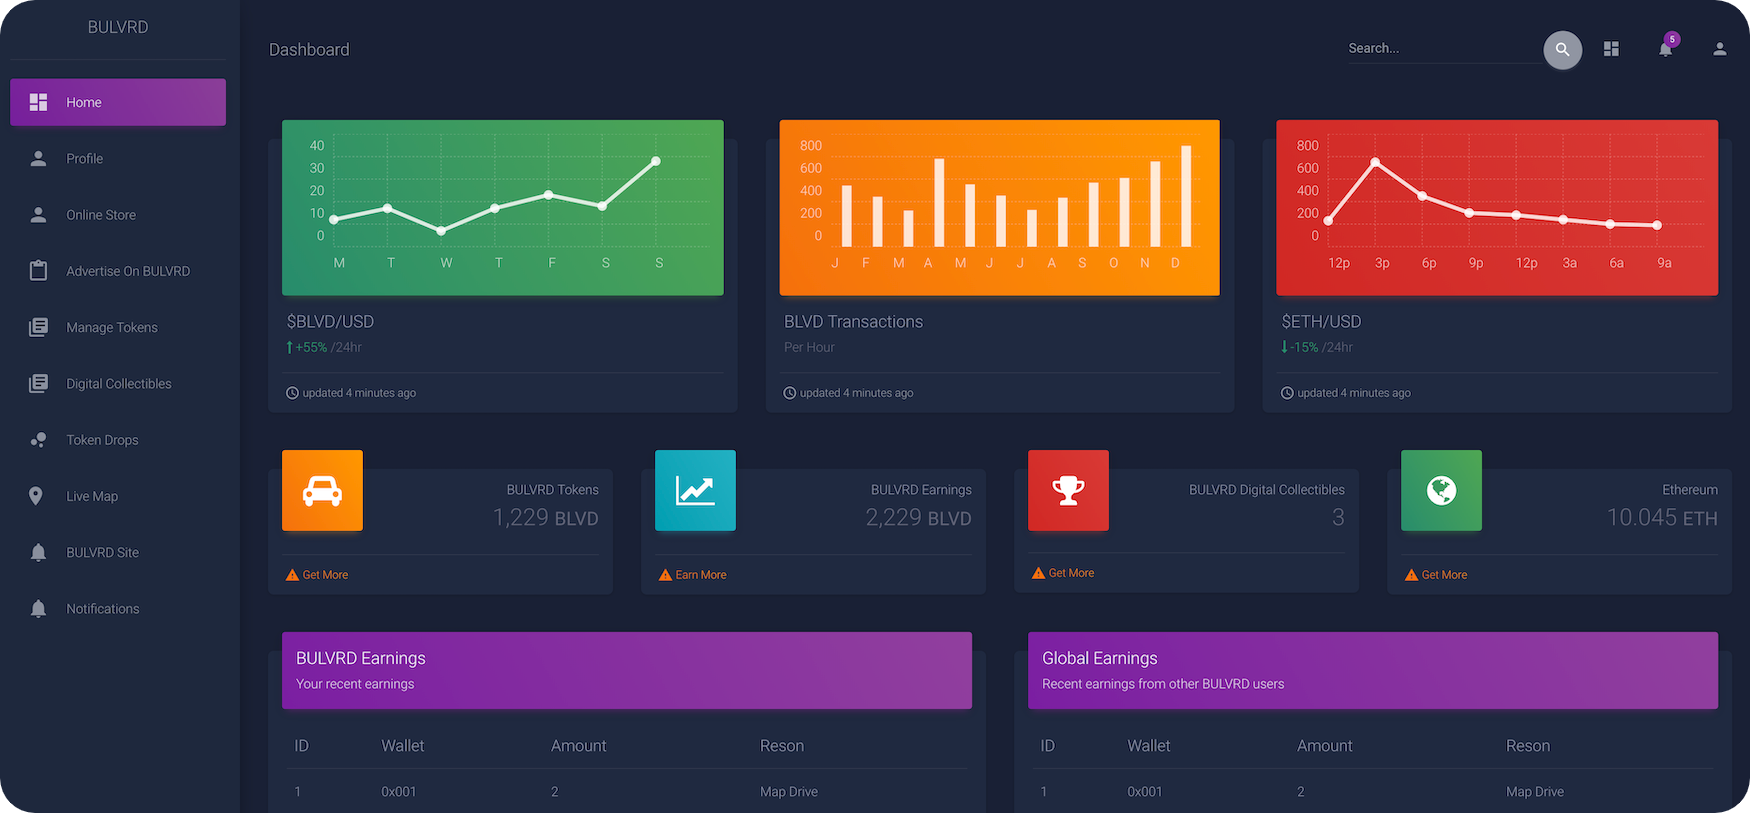 BULVRD
Dashboard
Search...
5
Home
Profile
Online Store
Advertise On BULVRD
Manage Tokens
Digital Collectibles
Token Drops
Live Map
BULVRD Site
Notifications
40
30
20
10
0
M T W T F S S
$BLVD/USD
+55% /24hr
updated 4 minutes ago
800
600
400
200
0
J F M A M J J A S O N D
BLVD Transactions
Per Hour
updated 4 minutes ago
800
600
400
200
0
12p 3p 6p 9p 12p 3a 6a 9a
$ETH/USD
-15% /24hr
updated 4 minutes ago
BULVRD Tokens
1,229 BLVD
Get More
BULVRD Earnings
2,229 BLVD
Earn More
BULVRD Digital Collectibles
3
Get More
Ethereum
10.045 ETH
Get More
BULVRD Earnings
Your recent earnings
ID Wallet Amount Reson
1 0x001 2 Map Drive
Global Earnings
Recent earnings from other BULVRD users
ID Wallet Amount Reson
1 0x001 2 Map Drive